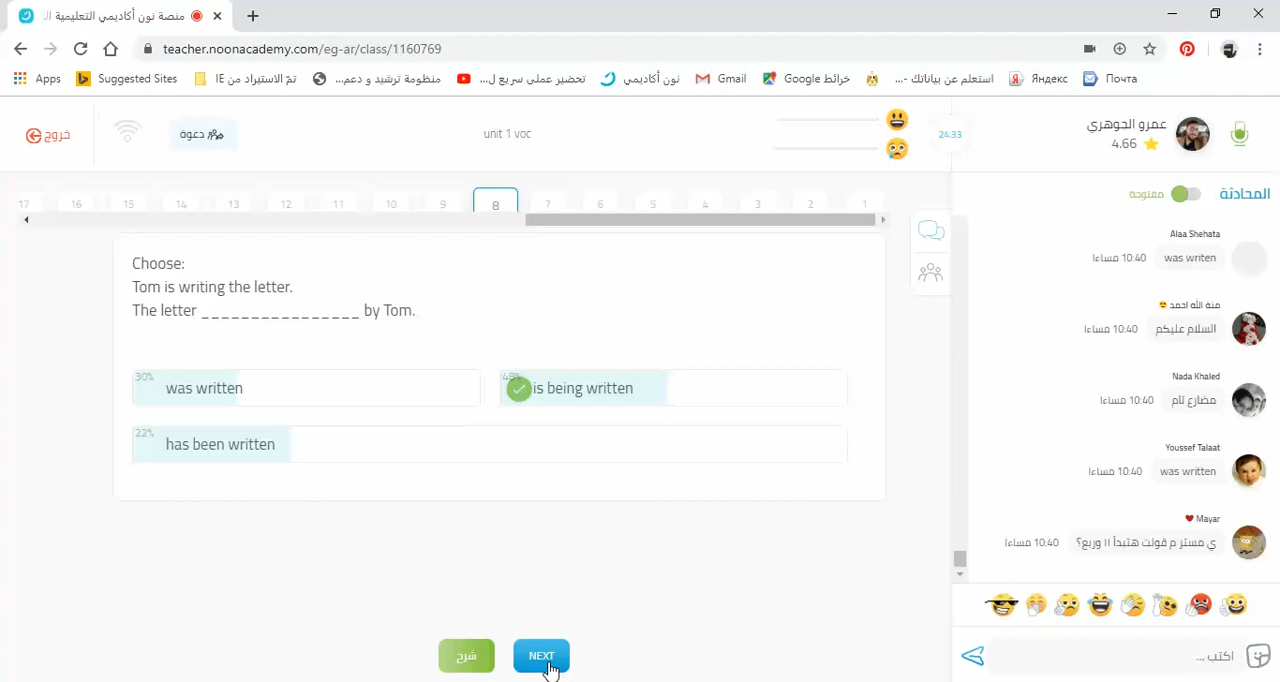 منصة نون أكاديمي التعليمية
teacher.noonacademy.com/eg-ar/class/1160769
Apps
Suggested Sites
تمّ الاستيراد من IE
منظومة ترشيد و دعم...
تحضير عملى سريع ل...
نون أكاديمي
Gmail
خرائط Google
استعلم عن بياناتك -...
Яндекс
Почта
خروج
دعوة
unit 1 voc
24:33
عمرو الجوهري
4.66
17 16 15 14 13 12 11 10 9 8 7 6 5 4 3 2 1
المحادثة
مفتوحة
Choose:
Tom is writing the letter.
The letter _______________ by Tom.
30%
was written
48%
is being written
22%
has been written
شرح
NEXT
Alaa Shehata
was writen
10:40 مساءا
منة الله احمد
السلام عليكم
10:40 مساءا
Nada Khaled
مضارع تام
10:40 مساءا
Youssef Talaat
was written
10:40 مساءا
Mayar
ي مستر م قولت هتبدأ ١١ وربع؟
10:40 مساءا
اكتب ...